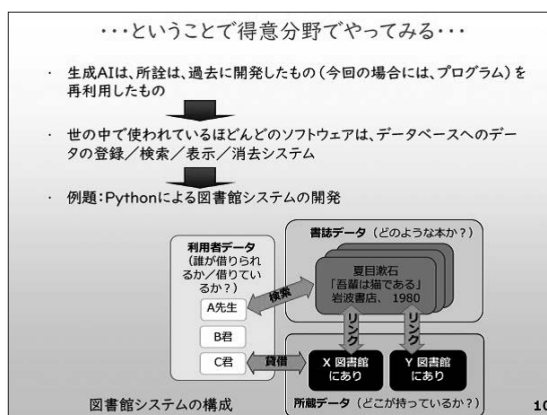 ・・・ということで得意分野でやってみる・・・
・ 生成AIは、所詮は、過去に開発したもの(今回の場合には、プログラム)を
再利用したもの
・ 世の中で使われているほどんどのソフトウェアは、データベースへのデー
タの登録/検索/表示/消去システム
・ 例題:Pythonによる図書館システムの開発
利用者データ
(誰が借りられ
るか/借りてい
るか?)
A先生
B君
C君
検索
貸借
書誌データ(どのような本か?)
夏目漱石
「吾輩は猫である」
岩波書店、1980
リンク
リンク
X 図書館
にあり
Y 図書館
にあり
所蔵データ(どこが持っているか?)
図書館システムの構成
10